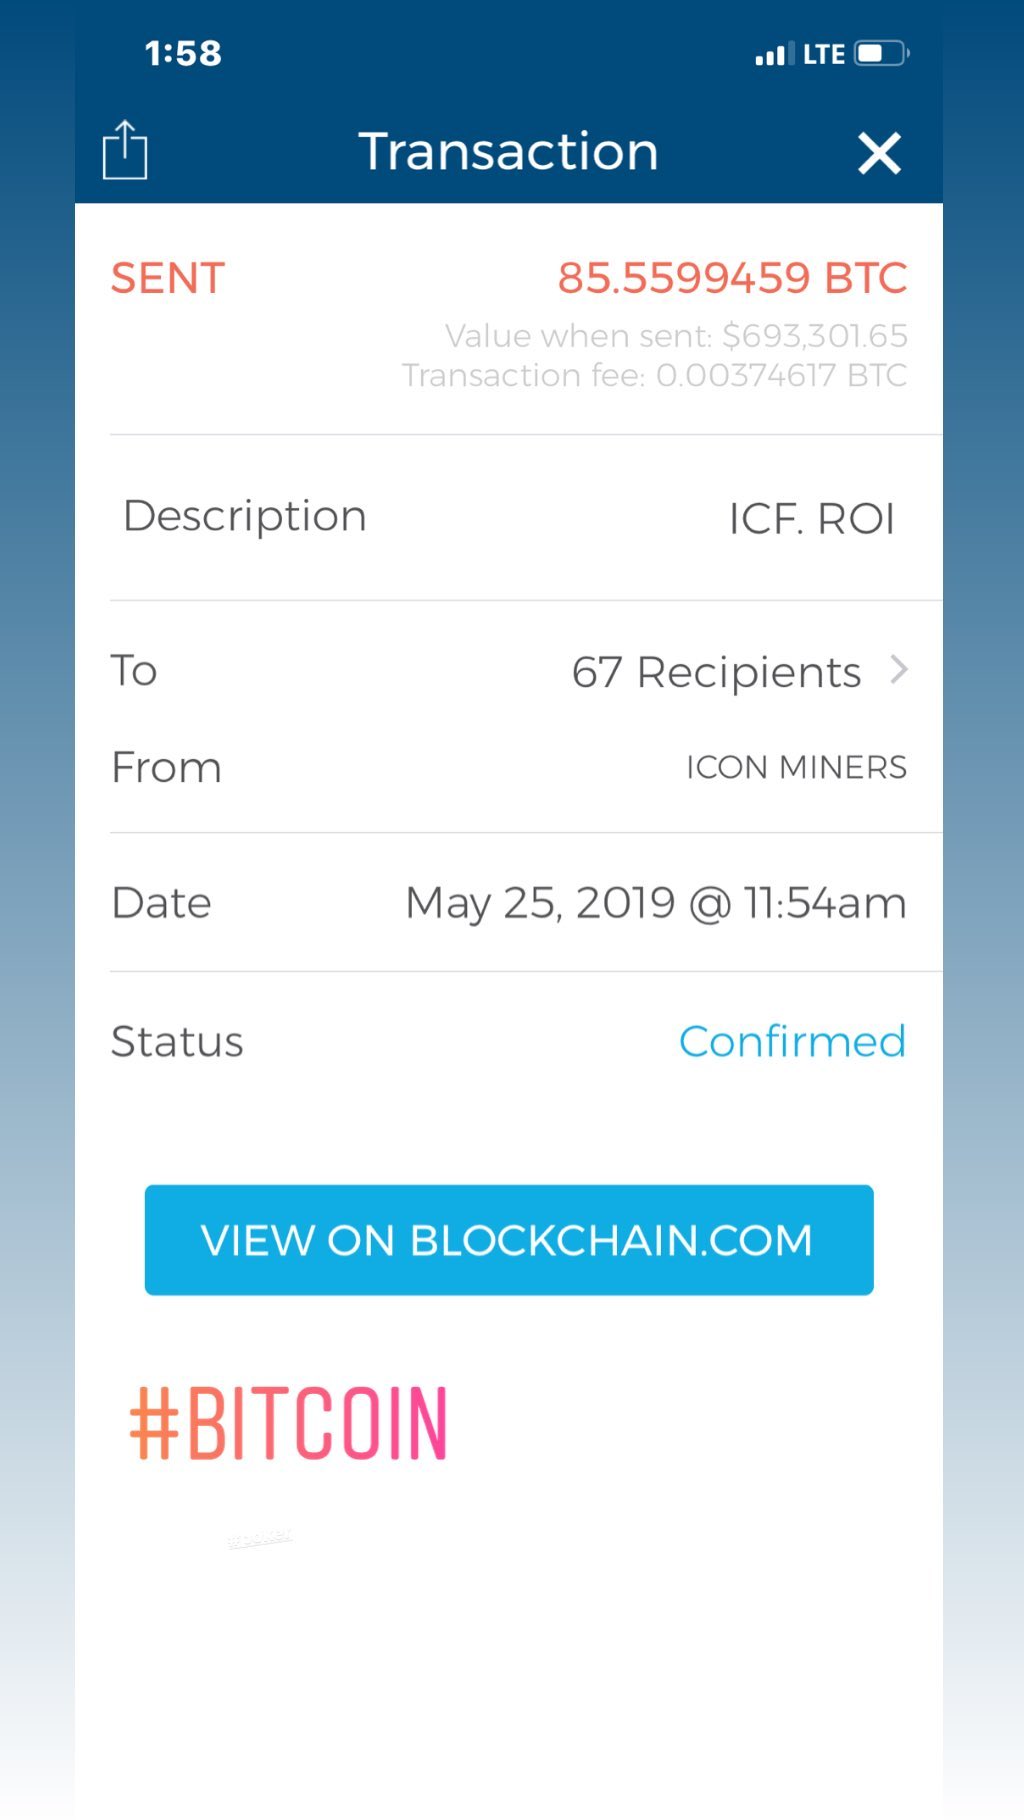 1:58 LTE
Transaction
SENT 85.5599459 BTC
Value when sent: $693,301.65
Transaction fee: 0.00374617 BTC
Description ICF. ROI
To 67 Recipients
From ICON MINERS
Date May 25, 2019 @ 11:54am
Status Confirmed
VIEW ON BLOCKCHAIN.COM
#BITCOIN